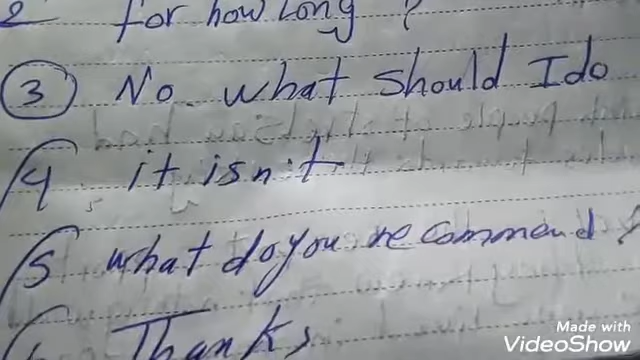 2 for how long ?
3 No what should I do
4 it isn't
5 what do you recommend ?
Thanks
Made with
VideoShow